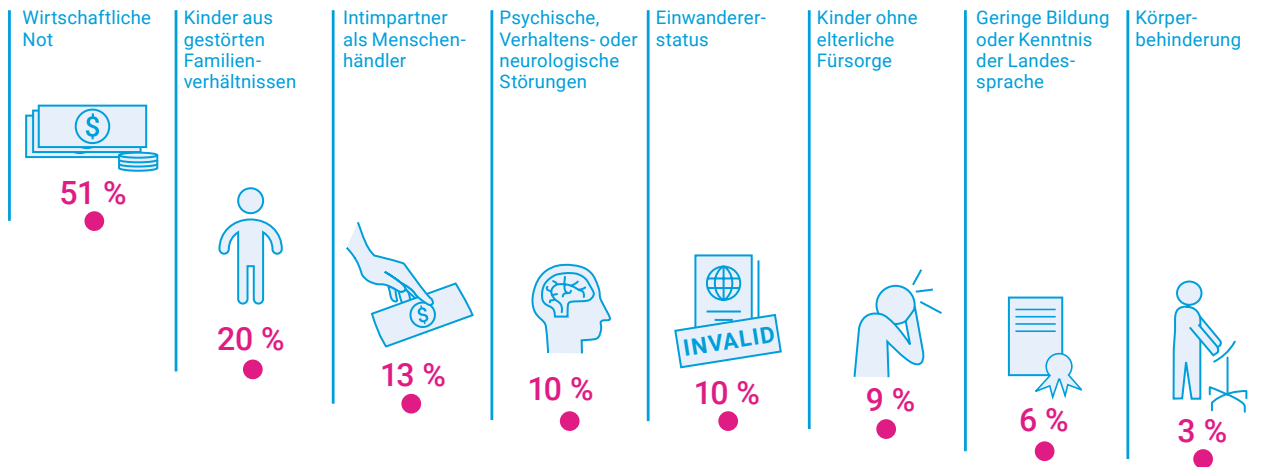 Wirtschaftliche
Not
$
51 %
Kinder aus
gestörten
Familien-
verhältnissen
20 %
Intimpartner
als Menschen-
händler
$
13 %
Psychische,
Verhaltens- oder
neurologische
Störungen
10 %
Einwanderer-
status
INVALID
10 %
Kinder ohne
elterliche
Fürsorge
9 %
Geringe Bildung
oder Kenntnis
der Landes-
sprache
6 %
Körper-
behinderung
3 %